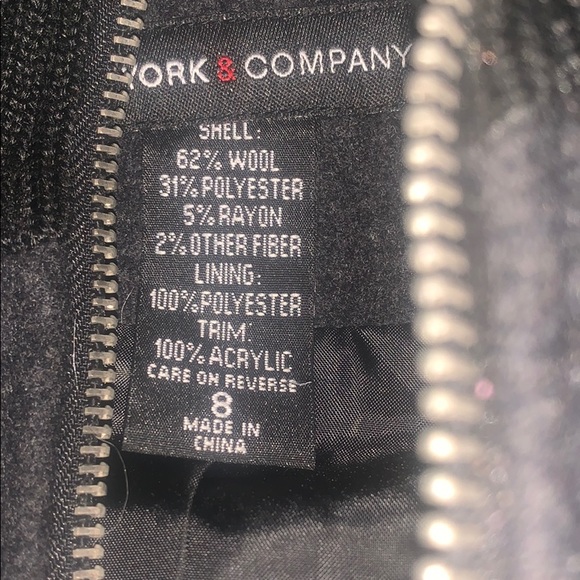 YORK & COMPANY
SHELL:
62% WOOL
31% POLYESTER
5% RAYON
2% OTHER FIBER
LINING:
100% POLYESTER
TRIM:
100% ACRYLIC
CARE ON REVERSE
8
MADE IN
CHINA